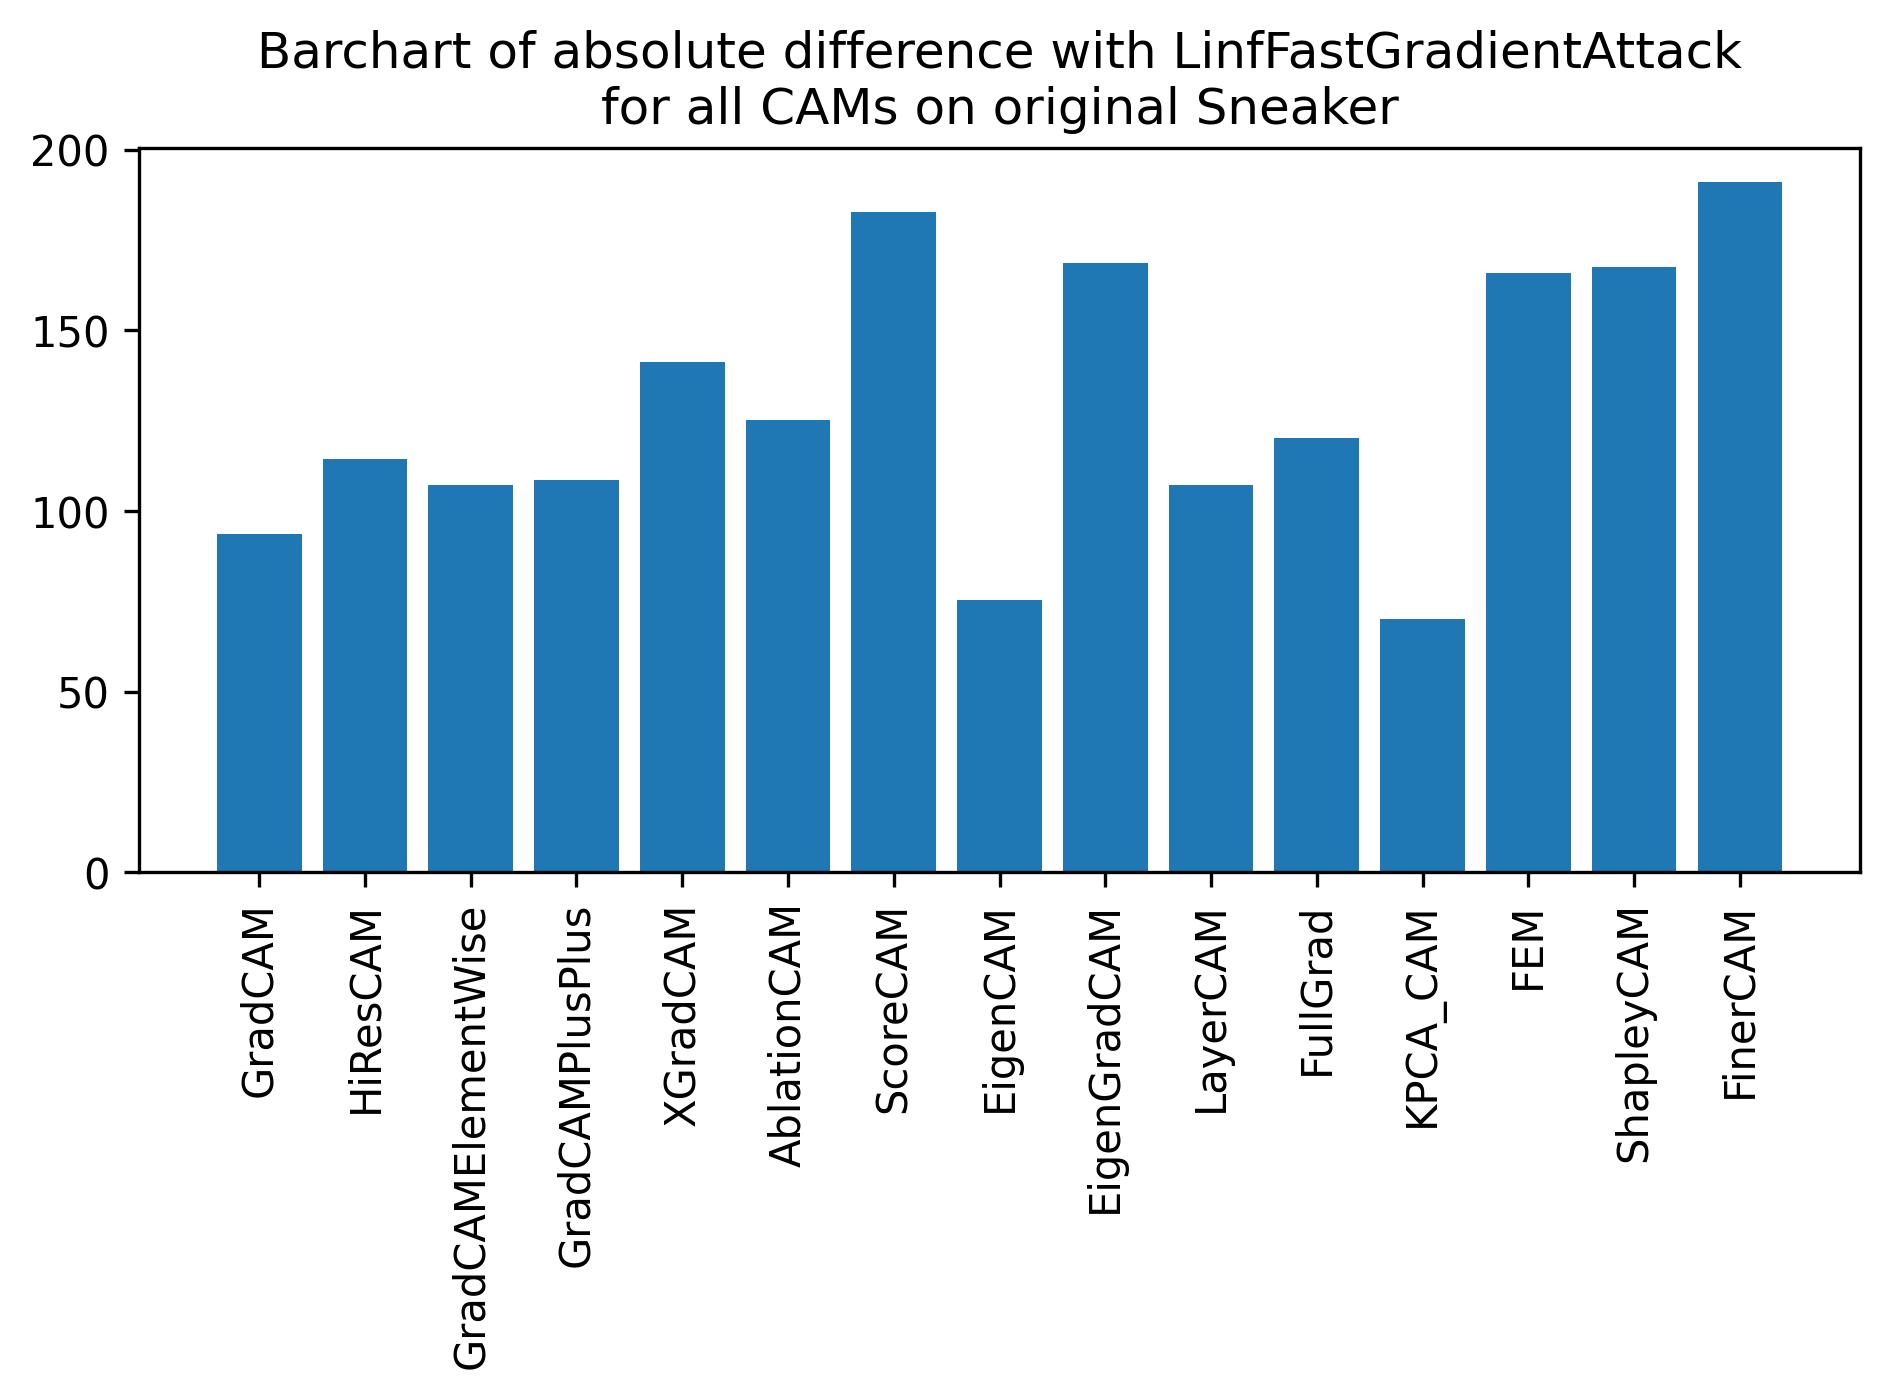 Barchart of absolute difference with LinfFastGradientAttack
for all CAMs on original Sneaker
200
150
100
50
0
GradCAM
HiResCAM
GradCAMElementWise
GradCAMPlusPlus
XGradCAM
AblationCAM
ScoreCAM
EigenCAM
EigenGradCAM
LayerCAM
FullGrad
KPCA_CAM
FEM
ShapleyCAM
FinerCAM